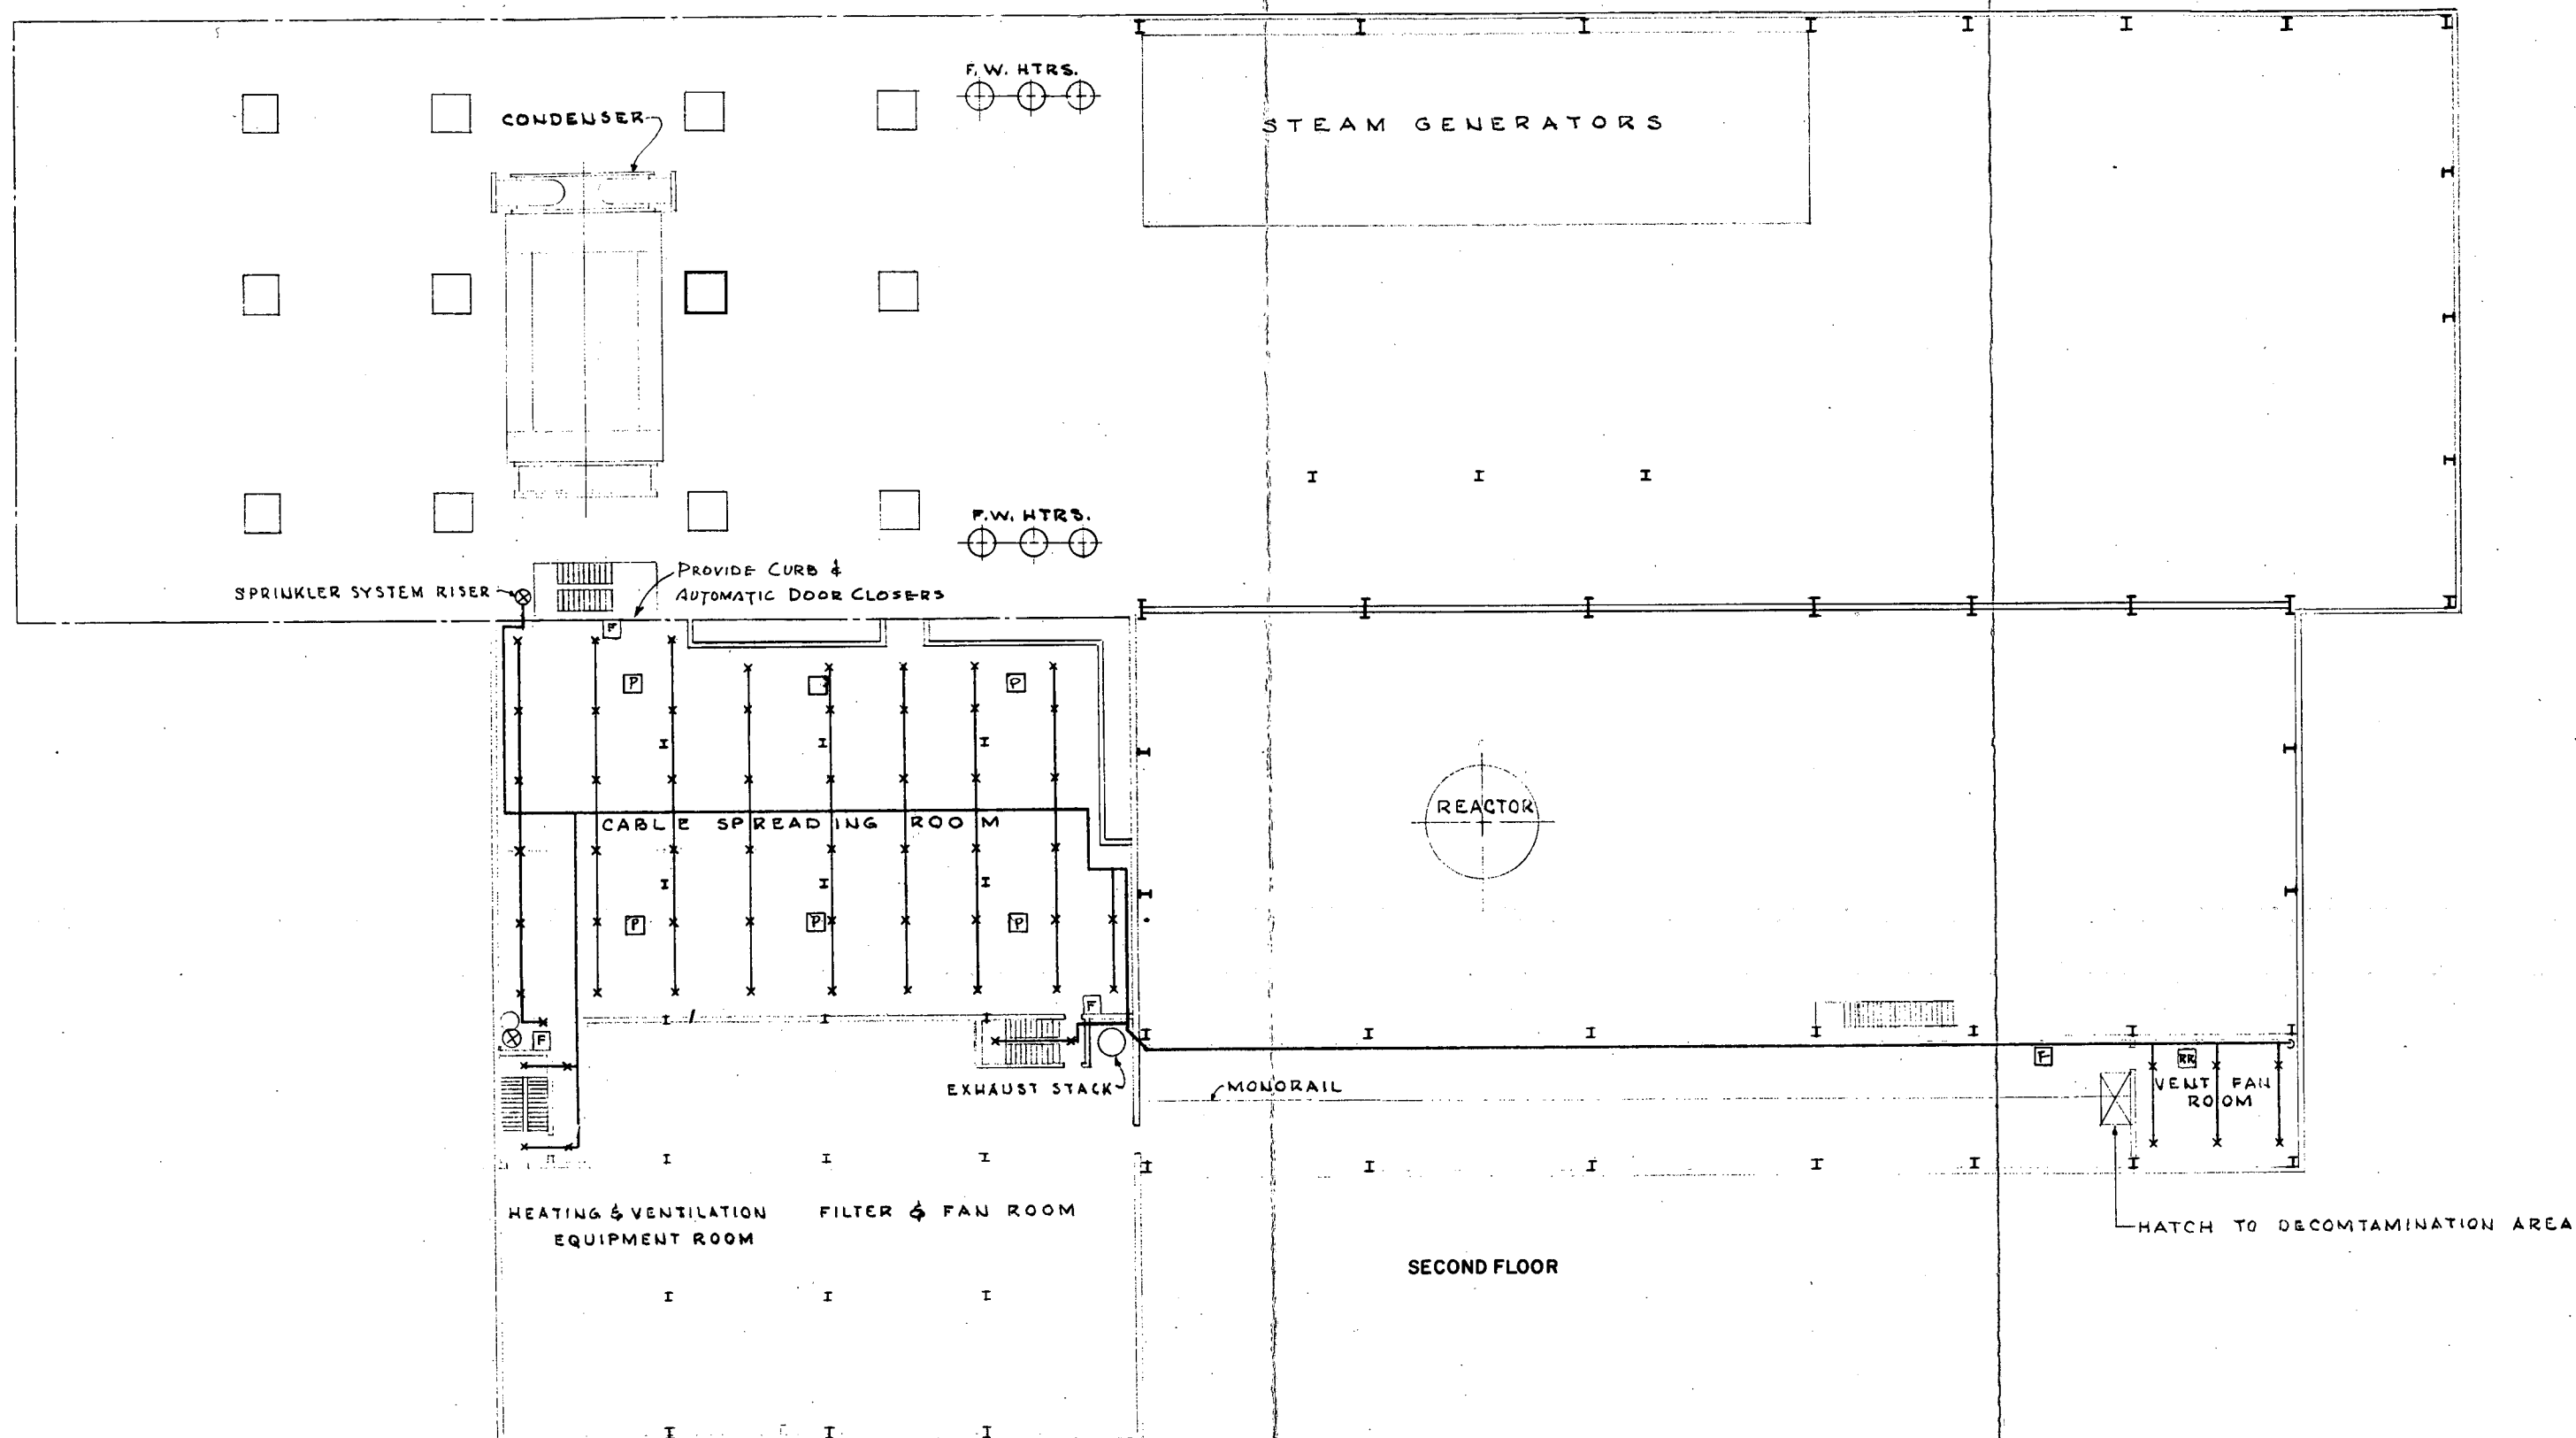 F.W. HTRS.
CONDENSER
STEAM GENERATORS
F.W. HTRS.
PROVIDE CURB &
AUTOMATIC DOOR CLOSERS
SPRINKLER SYSTEM RISER
F
P
P
REACTOR
CABLE SPREADING ROOM
P
P
P
F
F
F
RR
EXHAUST STACK
MONORAIL
VENT FAN
ROOM
HEATING & VENTILATION
EQUIPMENT ROOM
FILTER & FAN ROOM
HATCH TO DECOMTAMINATION AREA
SECOND FLOOR